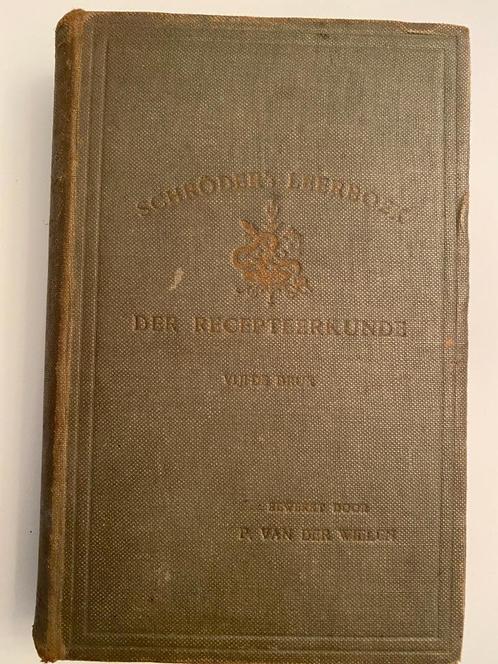 SCHRÖDER'S LEERBOEK
DER RECEPTEERKUNDE
VIJFDE DRUK
BEWERKT DOOR
P. VAN DER WIELEN